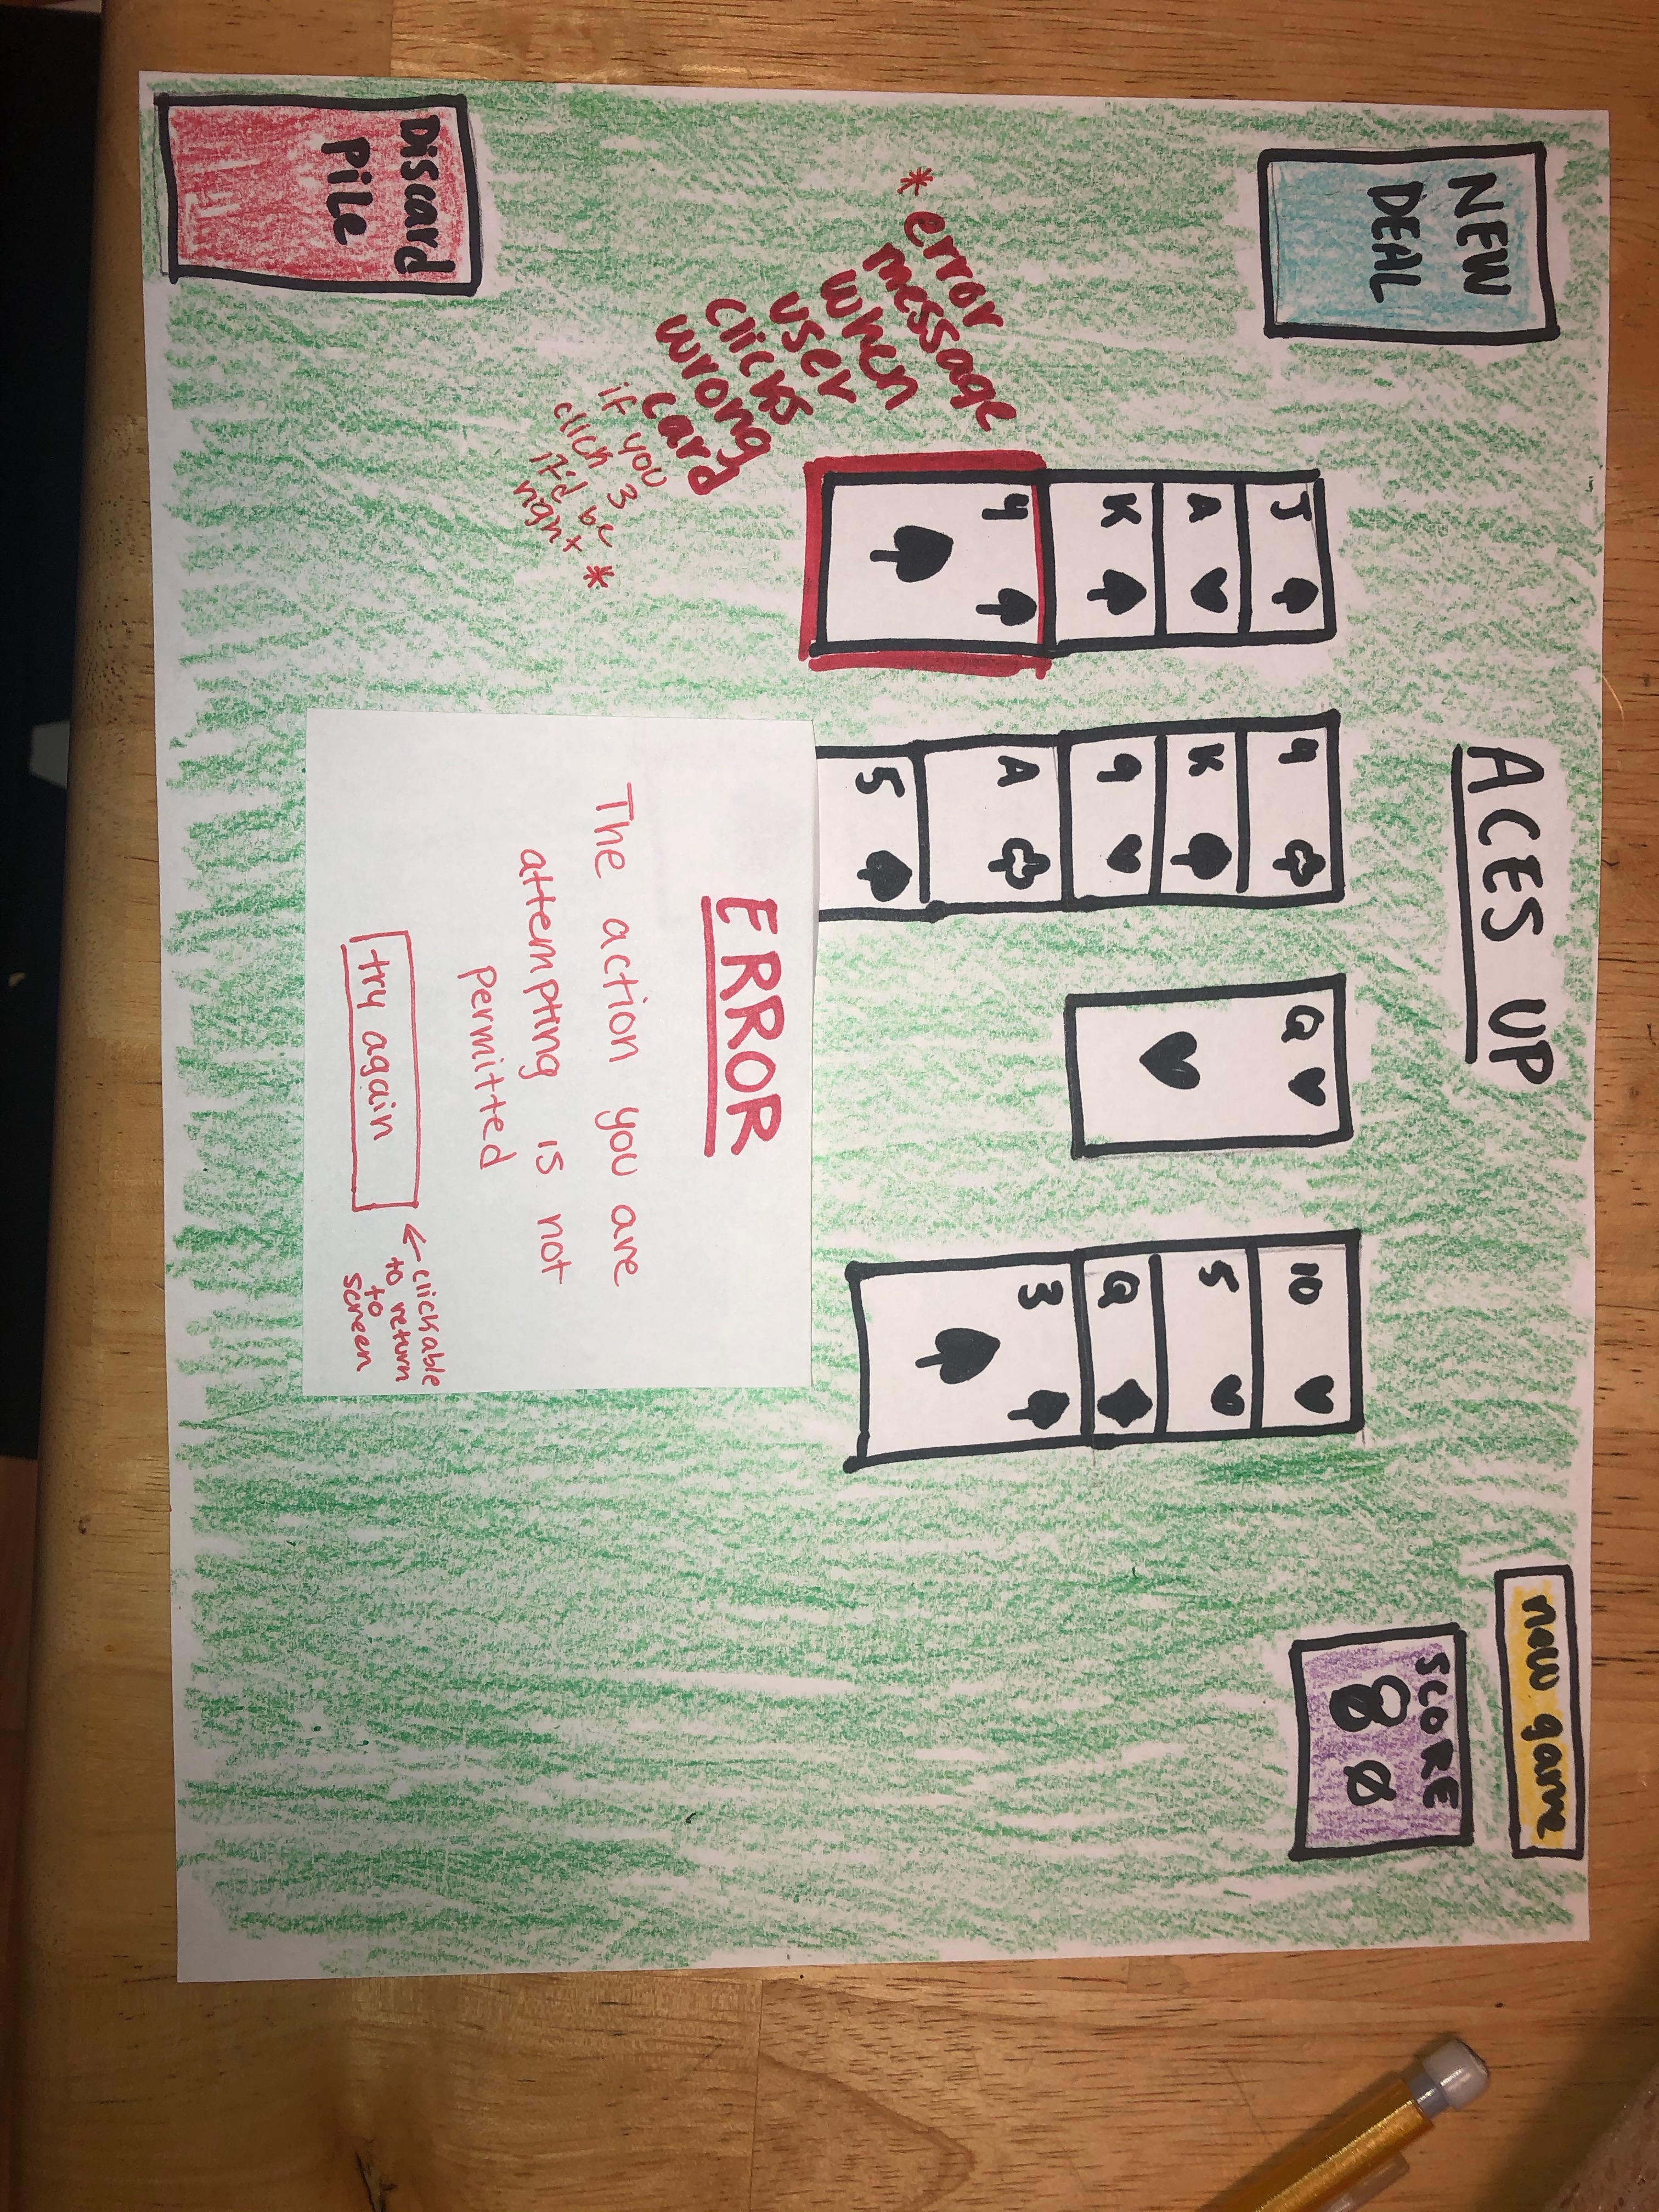 NEW
DEAL
ACES UP
new game
SCORE
8 Ø
J ♠
A ♥
K ♠
4 ♠
♠
9 ♣
K ♠
9 ♥
A ♣
5 ♠
Q ♥
♥
10 ♥
5 ♥
Q ♦
3 ♠
♠
* error
message
when
user
clicks
wrong
card
if you
click 3
it'd be
right *
ERROR
The action you are
attempting is not
permitted
try again
← clickable
to return
to
screen
Discard
Pile